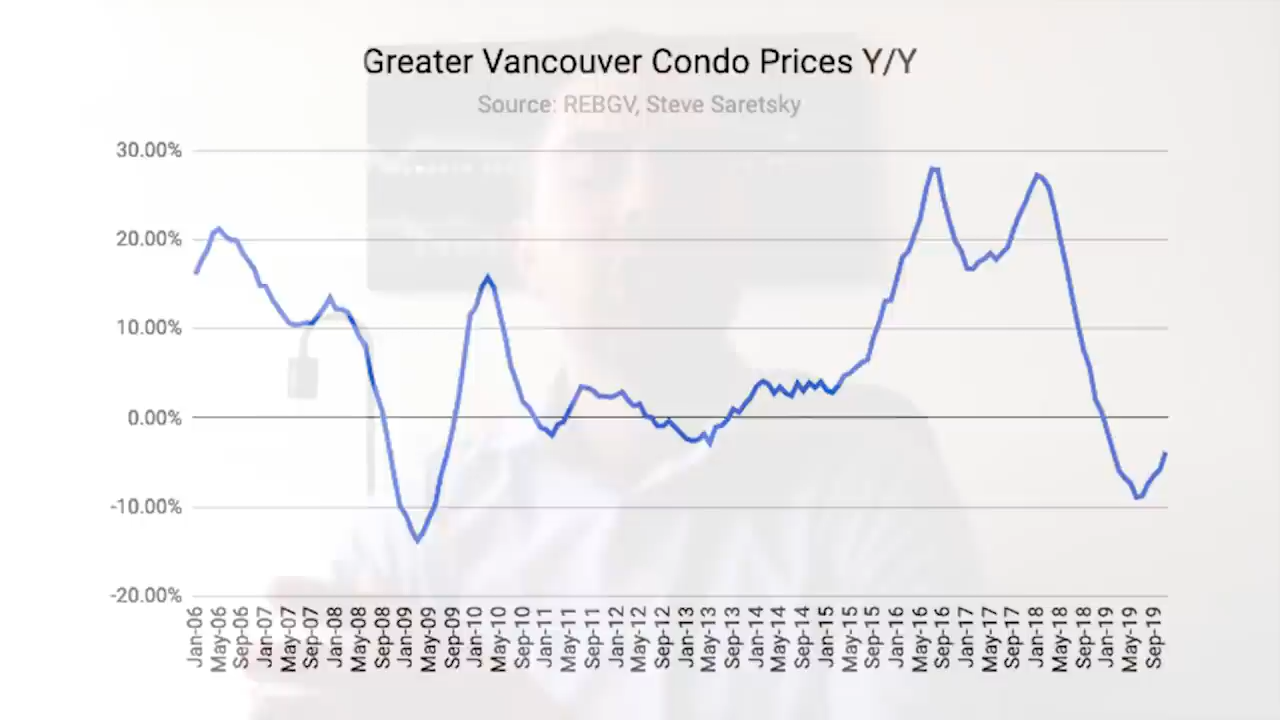 Greater Vancouver Condo Prices Y/Y
Source: REBGV, Steve Saretsky
30.00%
20.00%
10.00%
0.00%
-10.00%
-20.00%
Jan-06
May-06
Sep-06
Jan-07
May-07
Sep-07
Jan-08
May-08
Sep-08
Jan-09
May-09
Sep-09
Jan-10
May-10
Sep-10
Jan-11
May-11
Sep-11
Jan-12
May-12
Sep-12
Jan-13
May-13
Sep-13
Jan-14
May-14
Sep-14
Jan-15
May-15
Sep-15
Jan-16
May-16
Sep-16
Jan-17
May-17
Sep-17
Jan-18
May-18
Sep-18
Jan-19
May-19
Sep-19